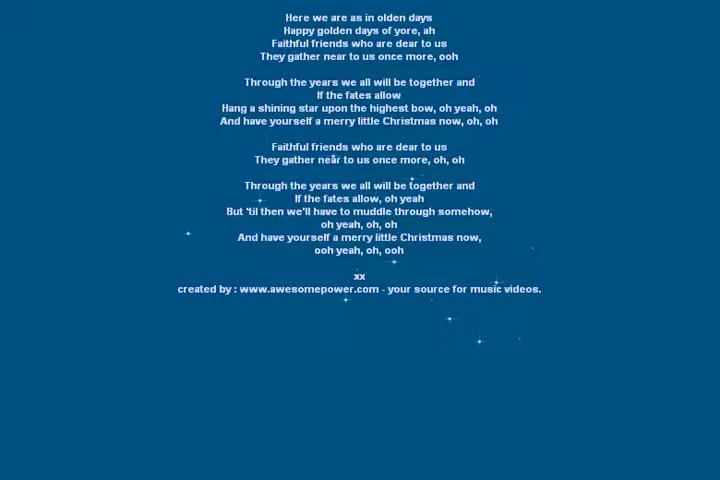 Here we are as in olden days
Happy golden days of yore, ah
Faithful friends who are dear to us
They gather near to us once more, ooh
Through the years we all will be together and
If the fates allow
Hang a shining star upon the highest bow, oh yeah, oh
And have yourself a merry little Christmas now, oh, oh
Faithful friends who are dear to us
They gather near to us once more, oh, oh
Through the years we all will be together and
If the fates allow, oh yeah
But 'til then we'll have to muddle through somehow,
oh yeah, oh, oh
And have yourself a merry little Christmas now,
ooh yeah, oh, ooh
xx
created by : www.awesomepower.com - your source for music videos.